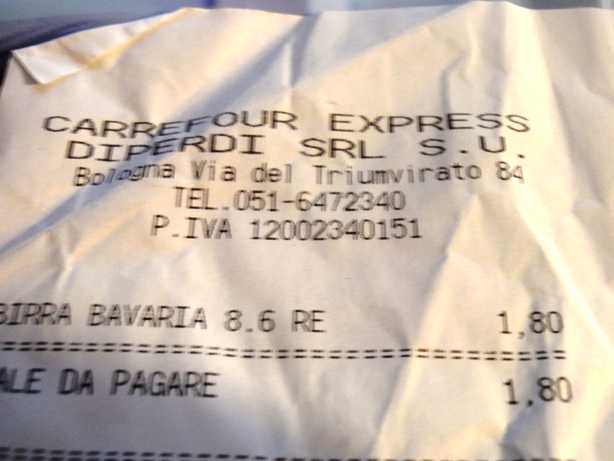 CARREFOUR EXPRESS
DIPERDI SRL S.U.
Bologna Via del Triumvirato 84
TEL.051-6472340
P.IVA 12002340151
BIRRA BAVARIA 8.6 RE 1,80
ALE DA PAGARE 1,80